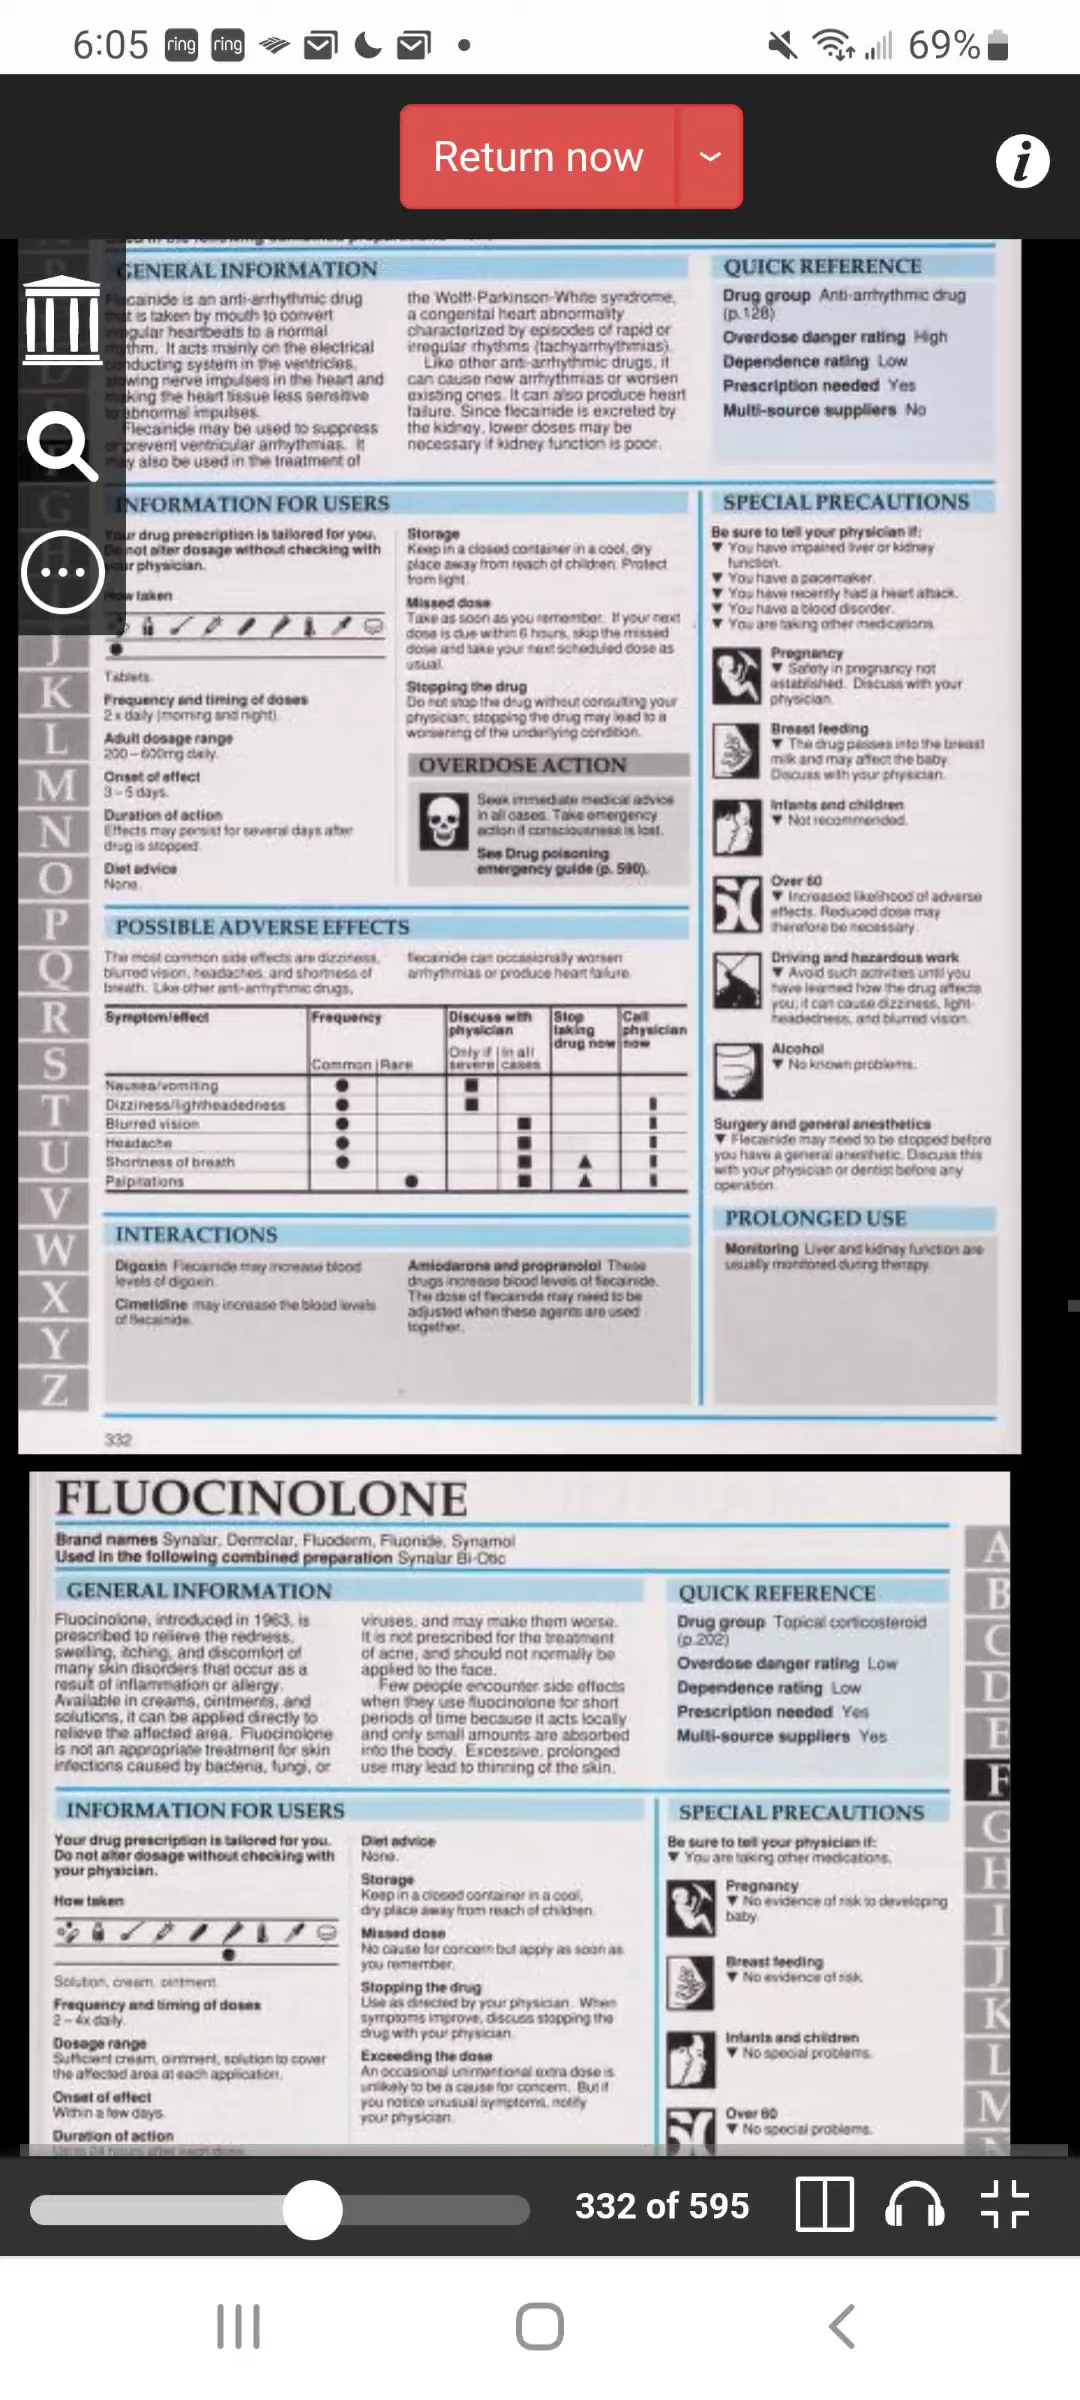 6:05 ring ring 69%
Return now
GENERAL INFORMATION
cainide is an anti-arrhythmic drug
is taken by mouth to convert
gular heartbeats to a normal
thm. It acts mainly on the electrical
ducting system in the ventricles,
wing nerve impulses in the heart and
king the heart tissue less sensitive
abnormal impulses.
Flecainide may be used to suppress
prevent ventricular arrhythmias. It
y also be used in the treatment of
the Wolff-Parkinson-White syndrome,
a congenital heart abnormality
characterized by episodes of rapid or
irregular rhythms (tachyarrhythmias).
Like other anti-arrhythmic drugs, it
can cause new arrhythmias or worsen
existing ones. It can also produce heart
failure. Since flecainide is excreted by
the kidney, lower doses may be
necessary if kidney function is poor.
QUICK REFERENCE
Drug group Anti-arrhythmic drug
(p.128)
Overdose danger rating High
Dependence rating Low
Prescription needed Yes
Multi-source suppliers No
INFORMATION FOR USERS
Your drug prescription is tailored for you.
not alter dosage without checking with
ur physician.
taken
Tablets.
Frequency and timing of doses
2 x daily (morning and night).
Adult dosage range
200 – 600mg daily.
Onset of effect
3 – 5 days.
Duration of action
Effects may persist for several days after
drug is stopped.
Diet advice
None.
Storage
Keep in a closed container in a cool, dry
place away from reach of children. Protect
from light.
Missed dose
Take as soon as you remember. If your next
dose is due within 6 hours, skip the missed
dose and take your next scheduled dose as
usual.
Stopping the drug
Do not stop the drug without consulting your
physician; stopping the drug may lead to a
worsening of the underlying condition.
OVERDOSE ACTION
Seek immediate medical advice
in all cases. Take emergency
action if consciousness is lost.
See Drug poisoning
emergency guide (p. 590).
SPECIAL PRECAUTIONS
Be sure to tell your physician if:
▼ You have impaired liver or kidney
function.
▼ You have a pacemaker.
▼ You have recently had a heart attack.
▼ You have a blood disorder.
▼ You are taking other medications.
Pregnancy
▼ Safety in pregnancy not
established. Discuss with your
physician.
Breast feeding
▼ The drug passes into the breast
milk and may affect the baby.
Discuss with your physician.
Infants and children
▼ Not recommended.
Over 60
▼ Increased likelihood of adverse
effects. Reduced dose may
therefore be necessary.
Driving and hazardous work
▼ Avoid such activities until you
have learned how the drug affects
you; it can cause dizziness, light-
headedness, and blurred vision.
Alcohol
▼ No known problems.
Surgery and general anesthetics
▼ Flecainide may need to be stopped before
you have a general anesthetic. Discuss this
with your physician or dentist before any
operation.
POSSIBLE ADVERSE EFFECTS
The most common side effects are dizziness,
blurred vision, headaches, and shortness of
breath. Like other anti-arrhythmic drugs,
flecainide can occasionally worsen
arrhythmias or produce heart failure.
Symptom/effect Frequency Discuss with physician Stop taking drug now Call physician now
Common Rare Only if severe In all cases
Nausea/vomiting
Dizziness/lightheadedness
Blurred vision
Headache
Shortness of breath
Palpitations
INTERACTIONS
Digoxin Flecainide may increase blood
levels of digoxin.
Cimetidine may increase the blood levels
of flecainide.
Amiodarone and propranolol These
drugs increase blood levels of flecainide.
The dose of flecainide may need to be
adjusted when these agents are used
together.
PROLONGED USE
Monitoring Liver and kidney function are
usually monitored during therapy.
G
J
K
L
M
N
O
P
Q
R
S
T
U
V
W
X
Y
Z
332
FLUOCINOLONE
Brand names Synalar, Dermolar, Fluoderm, Fluonide, Synamol
Used in the following combined preparation Synalar Bi-Otic
GENERAL INFORMATION
Fluocinolone, introduced in 1963, is
prescribed to relieve the redness,
swelling, itching, and discomfort of
many skin disorders that occur as a
result of inflammation or allergy.
Available in creams, ointments, and
solutions, it can be applied directly to
relieve the affected area. Fluocinolone
is not an appropriate treatment for skin
infections caused by bacteria, fungi, or
viruses, and may make them worse.
It is not prescribed for the treatment
of acne, and should not normally be
applied to the face.
Few people encounter side effects
when they use fluocinolone for short
periods of time because it acts locally
and only small amounts are absorbed
into the body. Excessive, prolonged
use may lead to thinning of the skin.
QUICK REFERENCE
Drug group Topical corticosteroid
(p.202)
Overdose danger rating Low
Dependence rating Low
Prescription needed Yes
Multi-source suppliers Yes
INFORMATION FOR USERS
Your drug prescription is tailored for you.
Do not alter dosage without checking with
your physician.
How taken
Solution, cream, ointment.
Frequency and timing of doses
2 – 4x daily.
Dosage range
Sufficient cream, ointment, solution to cover
the affected area at each application.
Onset of effect
Within a few days.
Duration of action
Diet advice
None.
Storage
Keep in a closed container in a cool,
dry place away from reach of children.
Missed dose
No cause for concern but apply as soon as
you remember.
Stopping the drug
Use as directed by your physician. When
symptoms improve, discuss stopping the
drug with your physician.
Exceeding the dose
An occasional unintentional extra dose is
unlikely to be a cause for concern. But if
you notice unusual symptoms, notify
your physician.
SPECIAL PRECAUTIONS
Be sure to tell your physician if:
▼ You are taking other medications.
Pregnancy
▼ No evidence of risk to developing
baby.
Breast feeding
▼ No evidence of risk.
Infants and children
▼ No special problems.
Over 60
▼ No special problems.
A
B
C
D
E
F
G
H
I
J
K
L
M
332 of 595